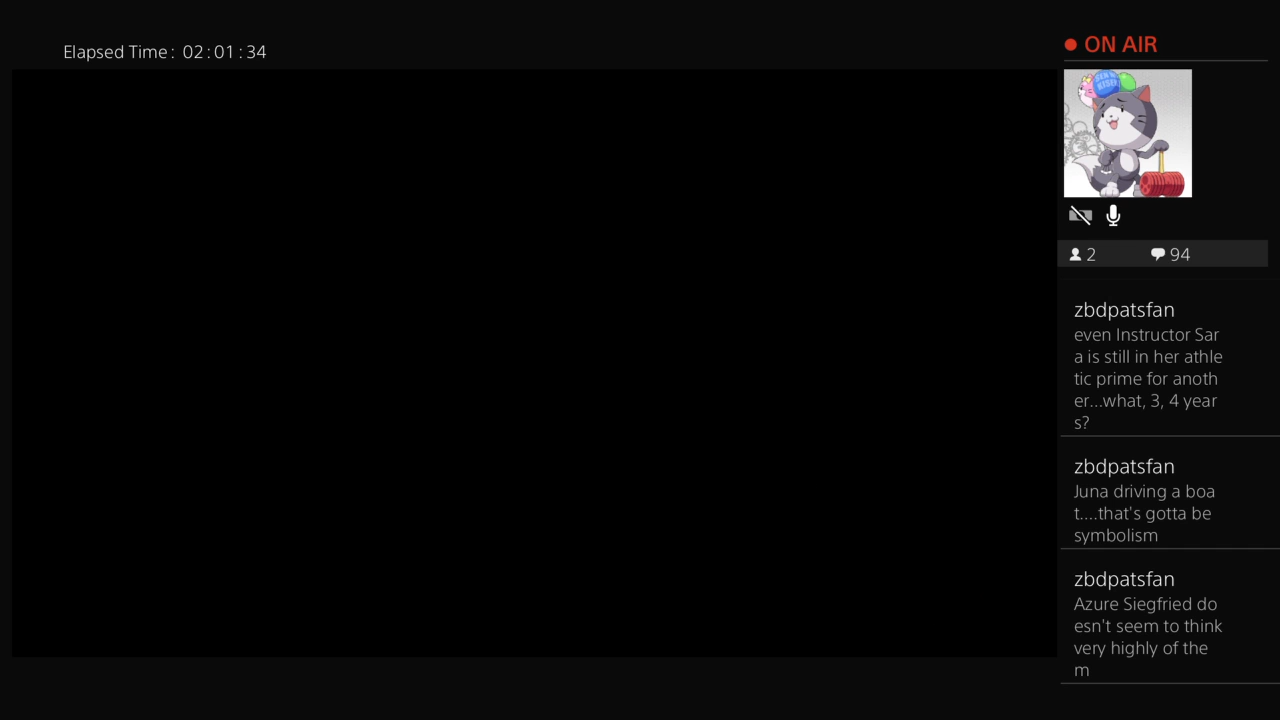 Elapsed Time: 02:01:34
ON AIR
2
94
zbdpatsfan
even Instructor Sar
a is still in her athle
tic prime for anoth
er...what, 3, 4 year
s?
zbdpatsfan
Juna driving a boa
t....that's gotta be
symbolism
zbdpatsfan
Azure Siegfried do
esn't seem to think
very highly of the
m